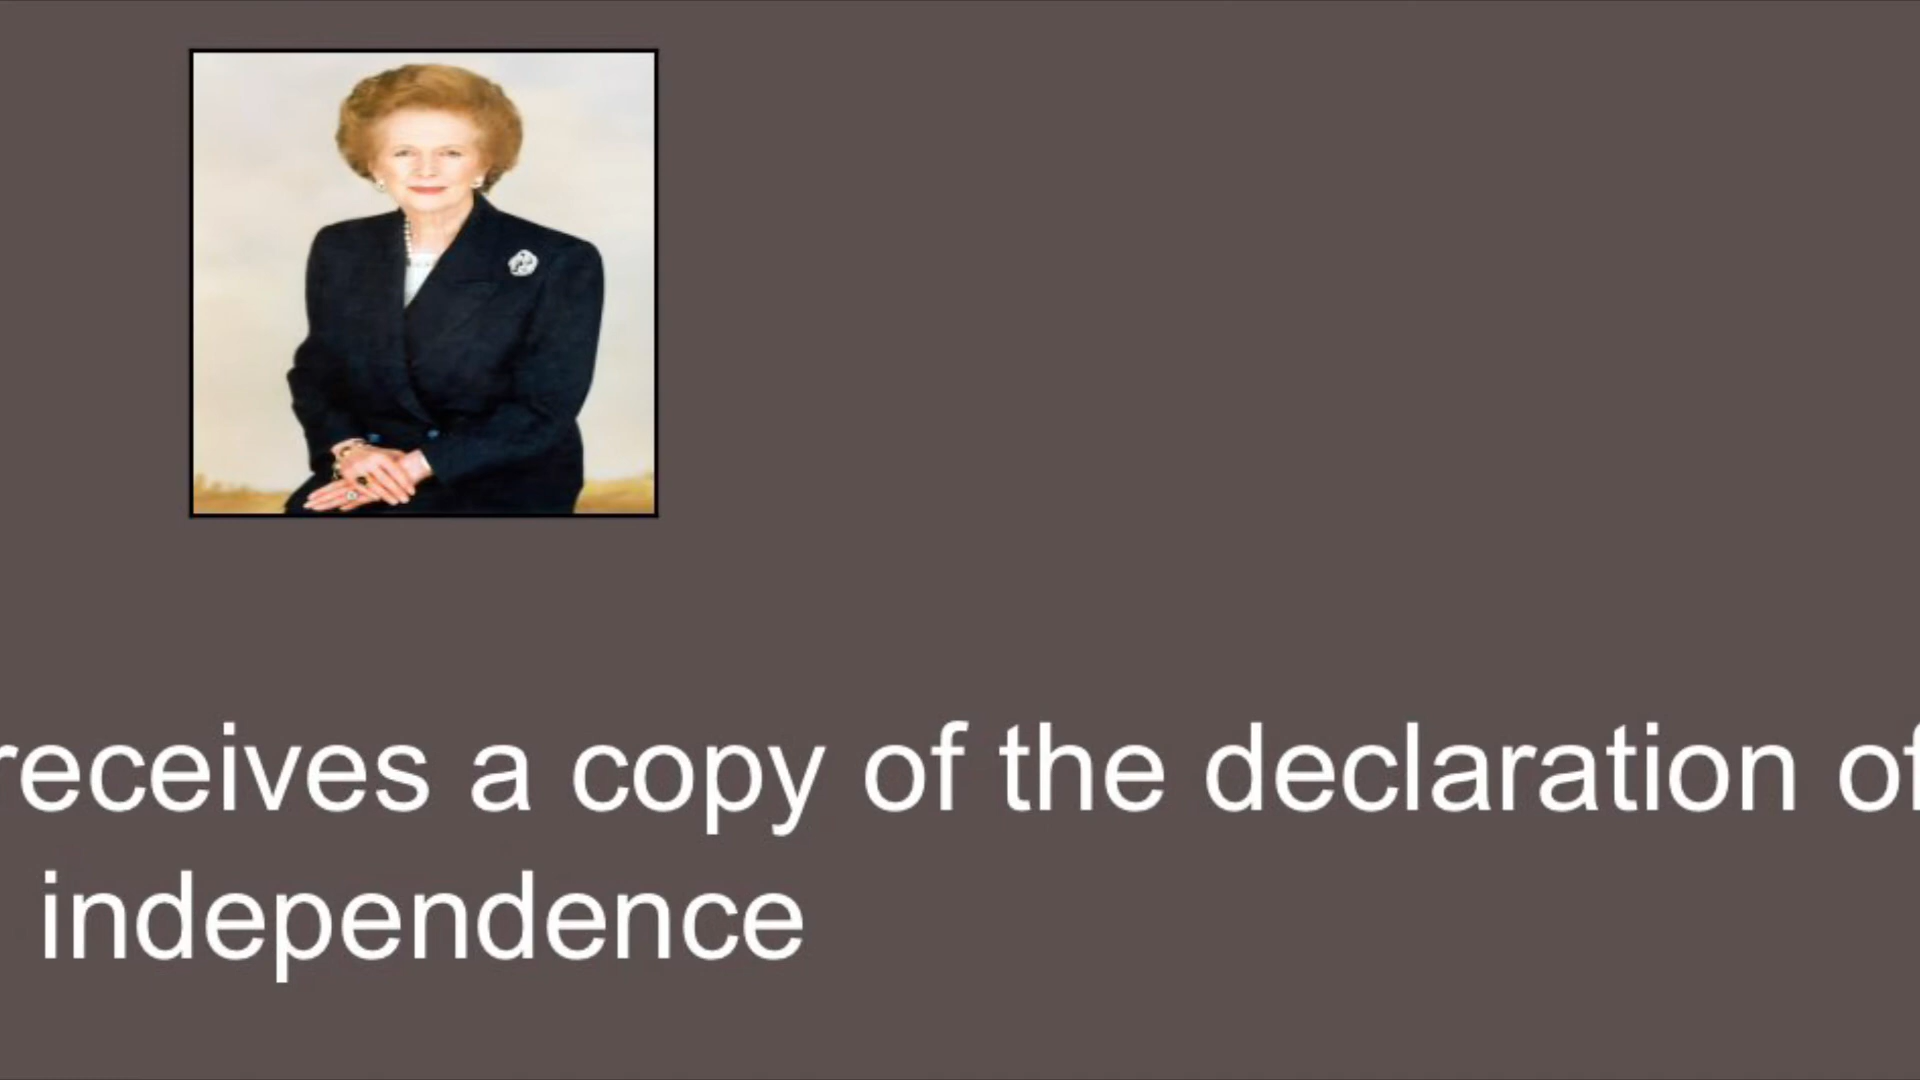 receives a copy of the declaration of
independence